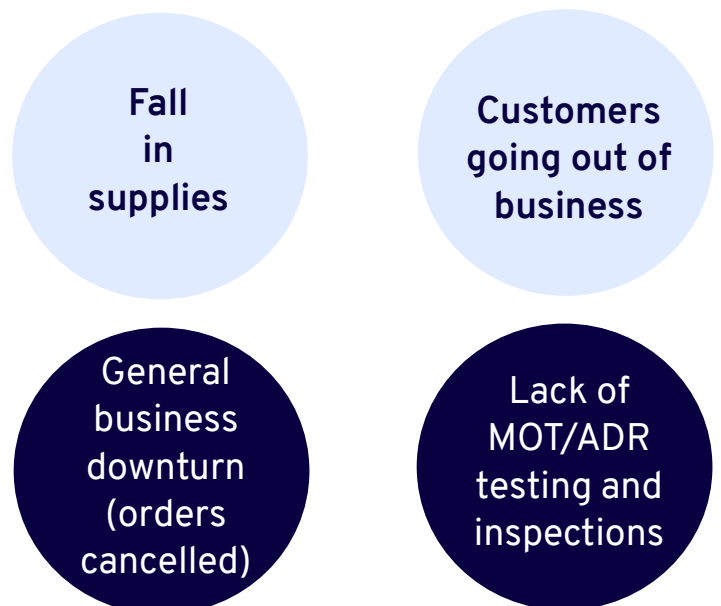 Fall
in
supplies
Customers
going out of
business
General
business
downturn
(orders
cancelled)
Lack of
MOT/ADR
testing and
inspections